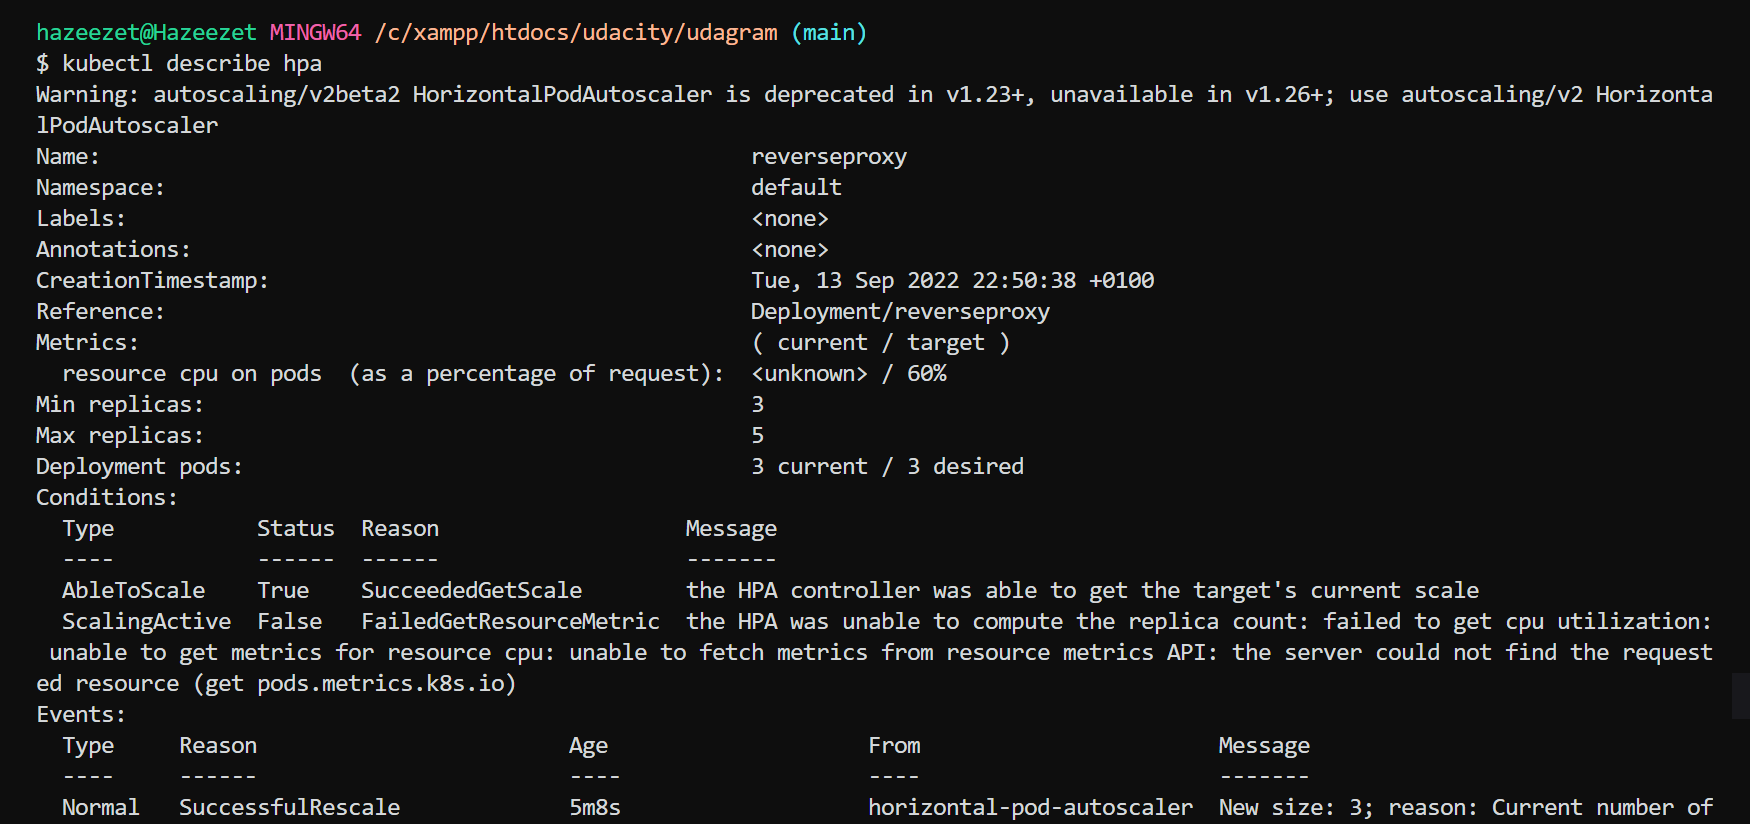 hazeezet@Hazeezet MINGW64 /c/xampp/htdocs/udacity/udagram (main)
$ kubectl describe hpa
Warning: autoscaling/v2beta2 HorizontalPodAutoscaler is deprecated in v1.23+, unavailable in v1.26+; use autoscaling/v2 Horizonta
lPodAutoscaler
Name: reverseproxy
Namespace: default
Labels: <none>
Annotations: <none>
CreationTimestamp: Tue, 13 Sep 2022 22:50:38 +0100
Reference: Deployment/reverseproxy
Metrics: ( current / target )
resource cpu on pods (as a percentage of request): <unknown> / 60%
Min replicas: 3
Max replicas: 5
Deployment pods: 3 current / 3 desired
Conditions:
Type Status Reason Message
---- ------ ------ -------
AbleToScale True SucceededGetScale the HPA controller was able to get the target's current scale
ScalingActive False FailedGetResourceMetric the HPA was unable to compute the replica count: failed to get cpu utilization:
unable to get metrics for resource cpu: unable to fetch metrics from resource metrics API: the server could not find the request
ed resource (get pods.metrics.k8s.io)
Events:
Type Reason Age From Message
---- ------ ---- ---- -------
Normal SuccessfulRescale 5m8s horizontal-pod-autoscaler New size: 3; reason: Current number of